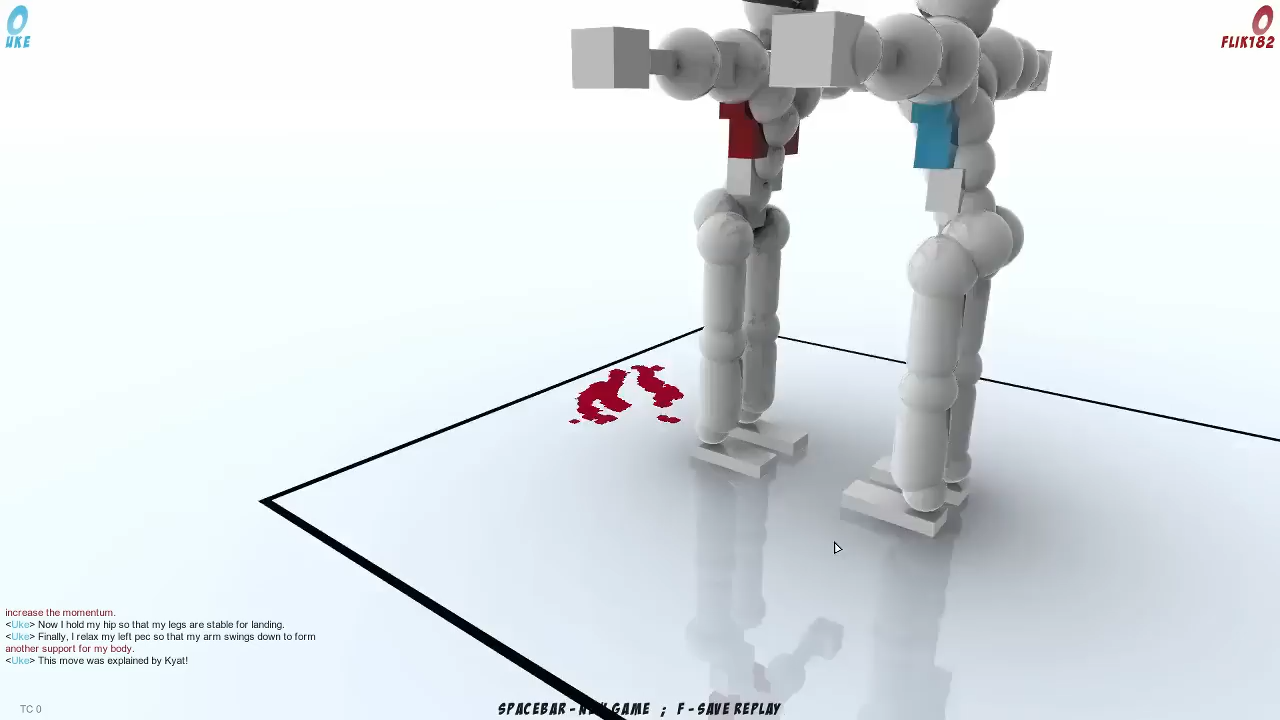 0
UKE
0
FLIK182
increase the momentum.
<Uke> Now I hold my hip so that my legs are stable for landing.
<Uke> Finally, I relax my left pec so that my arm swings down to form
another support for my body.
<Uke> This move was explained by Kyat!
TC 0
SPACEBAR - NEW GAME ; F - SAVE REPLAY